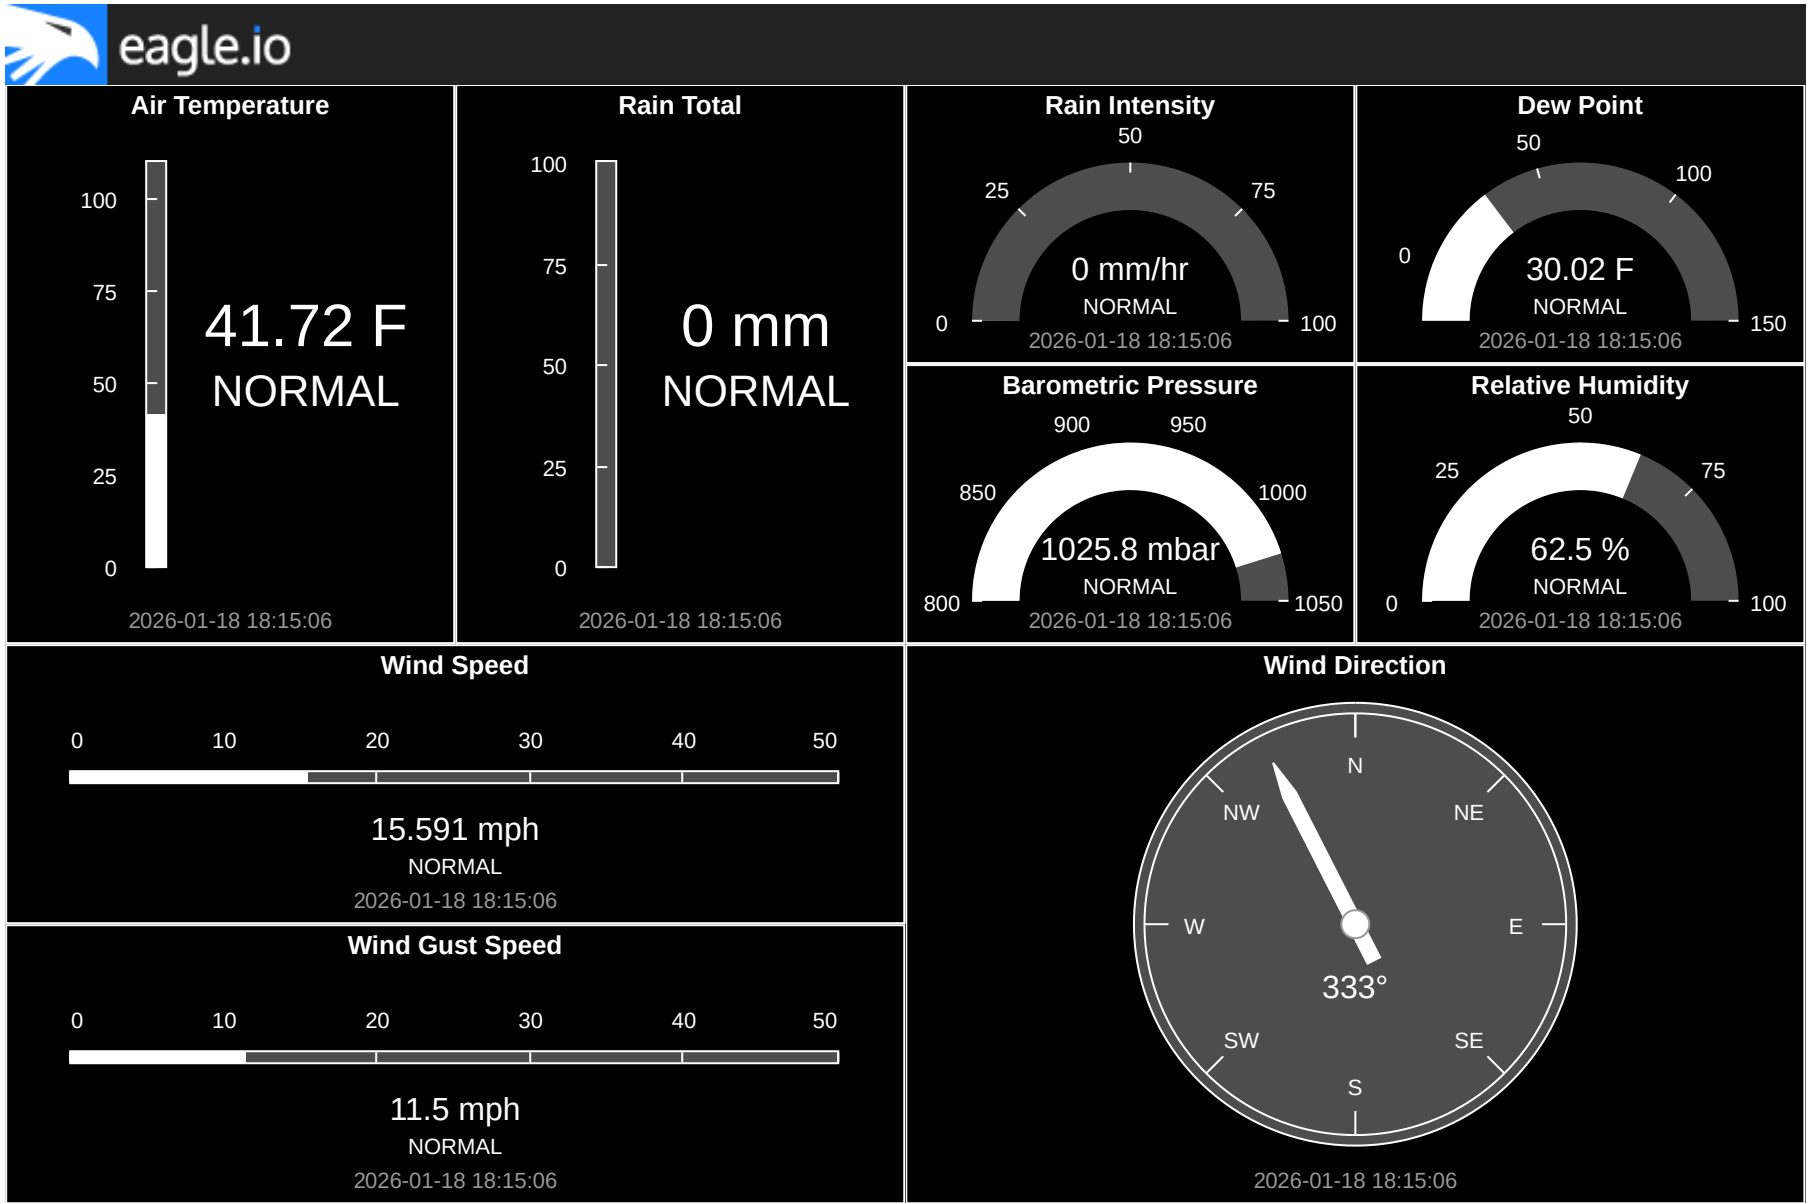 eagle.io
Air Temperature
100
75
50
25
0
41.72 F
NORMAL
2026-01-18 18:15:06
Rain Total
100
75
50
25
0
0 mm
NORMAL
2026-01-18 18:15:06
Rain Intensity
50
25 75
0 mm/hr
NORMAL
0 100
2026-01-18 18:15:06
Dew Point
50
100
0
30.02 F
NORMAL
150
2026-01-18 18:15:06
Barometric Pressure
900 950
850 1000
1025.8 mbar
NORMAL
800 1050
2026-01-18 18:15:06
Relative Humidity
50
25 75
62.5 %
NORMAL
0 100
2026-01-18 18:15:06
Wind Speed
0 10 20 30 40 50
15.591 mph
NORMAL
2026-01-18 18:15:06
Wind Gust Speed
0 10 20 30 40 50
11.5 mph
NORMAL
2026-01-18 18:15:06
Wind Direction
N
NW NE
W E
333°
SW SE
S
2026-01-18 18:15:06